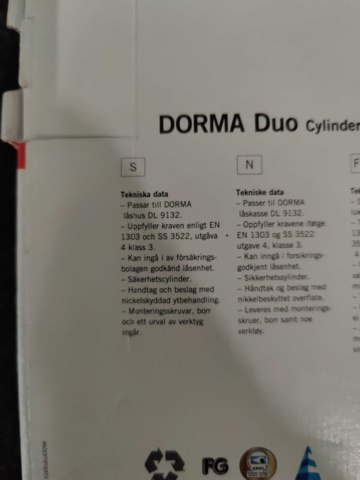 DORMA Duo Cylinder
S
Tekniska data
– Passar till DORMA
låshus DL 9132.
– Uppfyller kraven enligt EN
1303 och SS 3522, utgåva
4 klass 3.
– Kan ingå i av försäkrings-
bolagen godkänd låsenhet.
– Säkerhetscylinder.
– Handtag och beslag med
nickelskyddad ytbehandling.
– Monteringsskruvar, borr
och ett urval av verktyg
ingår.
N
Tekniske data
– Passer til DORMA
låskasse DL 9132.
– Oppfyller kravene ifølge
EN 1303 og SS 3522
utgave 4, klasse 3.
– Kan inngå i forsikrings-
godkjent låsenhet.
– Sikkerhetssylinder.
– Håndtak og beslag med
nikkelbeskyttet overflate.
– Leveres med monterings-
skruer, borr samt noe
verktøy.
F
FG